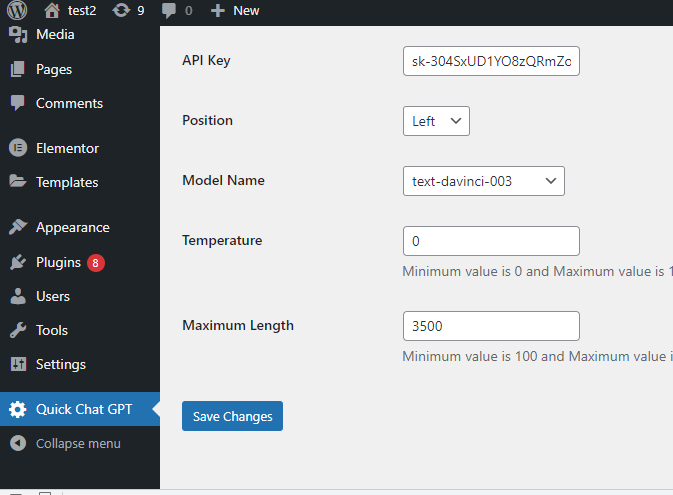 test2 9 0 New
Media
Pages
Comments
Elementor
Templates
Appearance
Plugins 8
Users
Tools
Settings
Quick Chat GPT
Collapse menu
API Key sk-304SxUD1YO8zQRmZo
Position Left
Model Name text-davinci-003
Temperature 0
Minimum value is 0 and Maximum value is 1
Maximum Length 3500
Minimum value is 100 and Maximum value i
Save Changes